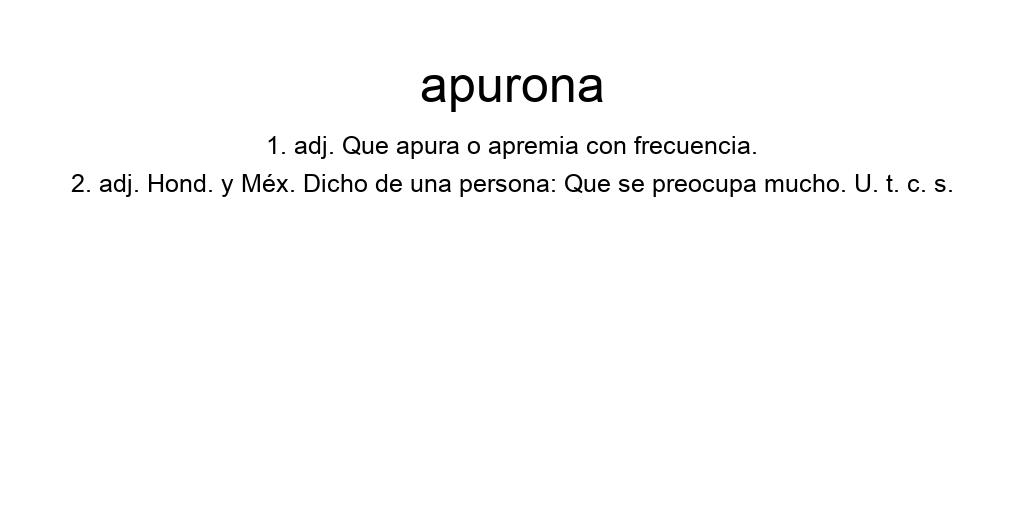 apurona
1. adj. Que apura o apremia con frecuencia.
2. adj. Hond. y Méx. Dicho de una persona: Que se preocupa mucho. U. t. c. s.